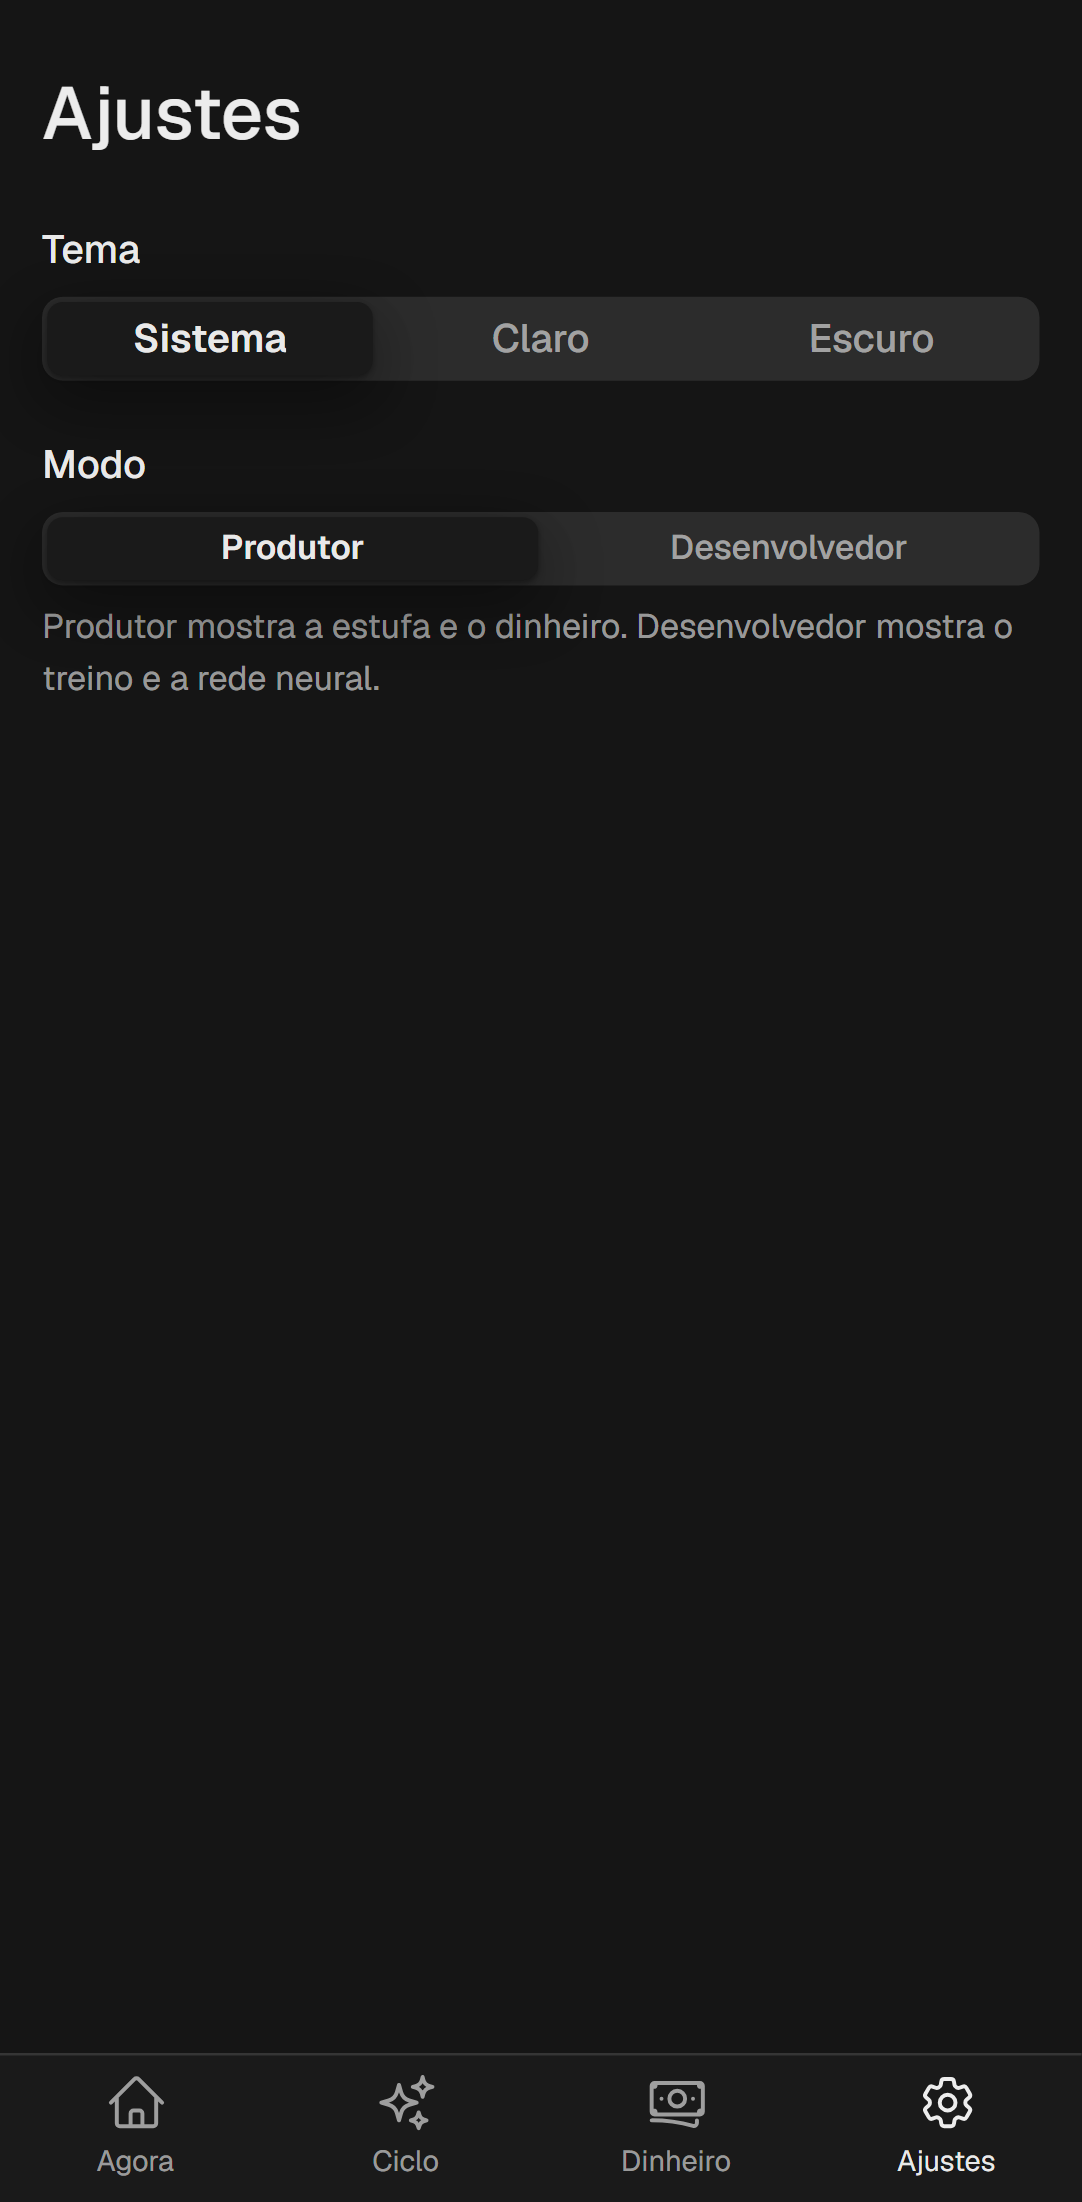 Ajustes
Tema
Sistema Claro Escuro
Modo
Produtor Desenvolvedor
Produtor mostra a estufa e o dinheiro. Desenvolvedor mostra o
treino e a rede neural.
Agora Ciclo Dinheiro Ajustes